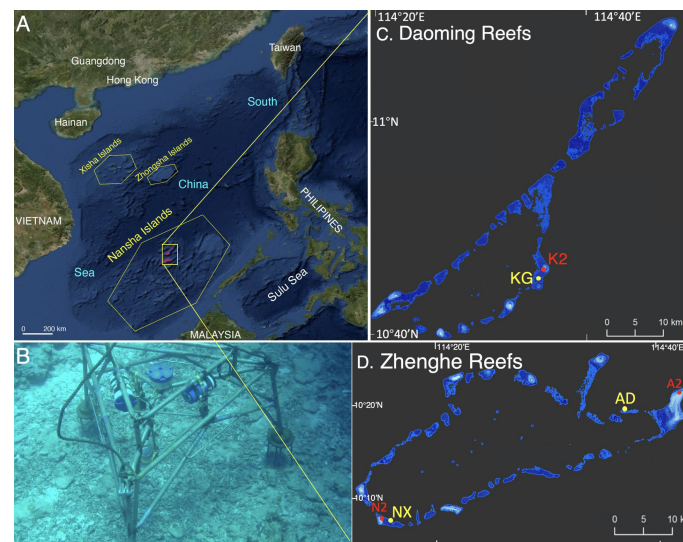 A
Guangdong
Hong Kong
Taiwan
Hainan
South
Xisha Islands
Zhongsha Islands
China
VIETNAM
PHILIPINES
Nansha Islands
Sea
Sulu Sea
0 200 km
MALAYSIA
B
114°20'E
114°40'E
C. Daoming Reefs
11°N
K2
KG
10°40'N
0 5 10 km
114°20'E
114°40'E
D. Zhenghe Reefs
A2
AD
10°20'N
10°10'N
N2
NX
0 5 10 k